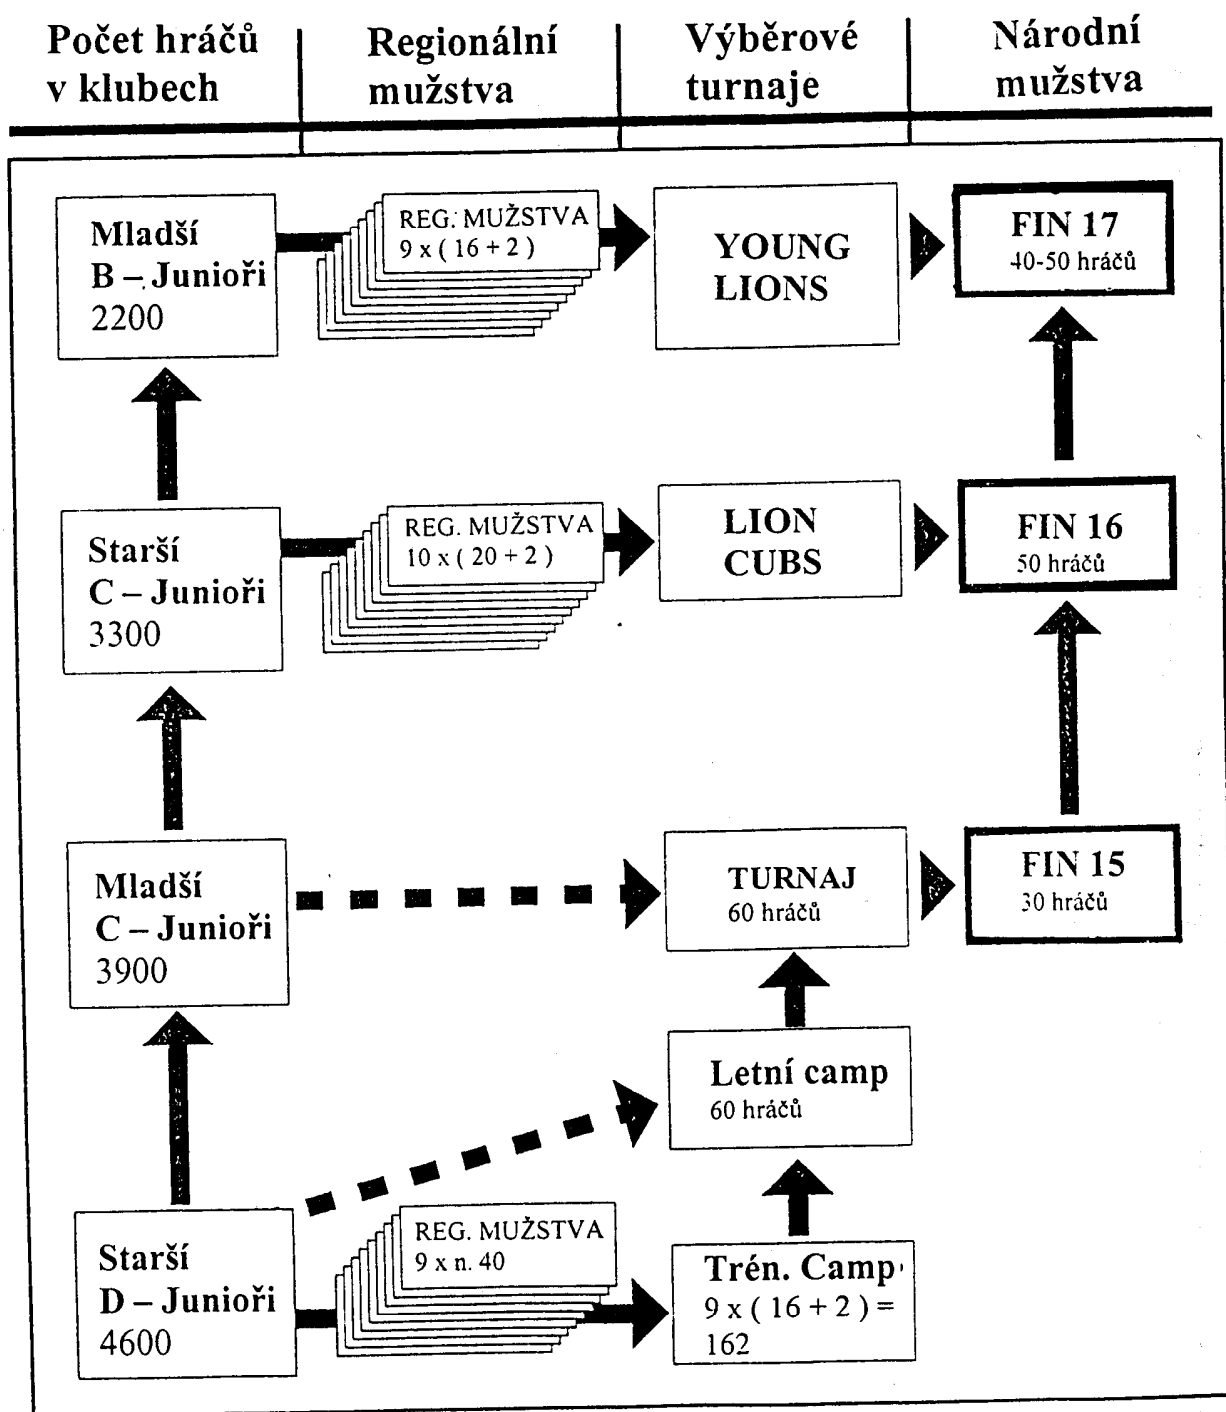 Počet hráčů
v klubech
Regionální
mužstva
Výběrové
turnaje
Národní
mužstva
Mladší
B – Junioři
2200
REG. MUŽSTVA
9 x ( 16 + 2 )
YOUNG
LIONS
FIN 17
40-50 hráčů
Starší
C – Junioři
3300
REG. MUŽSTVA
10 x ( 20 + 2 )
LION
CUBS
FIN 16
50 hráčů
Mladší
C – Junioři
3900
TURNAJ
60 hráčů
FIN 15
30 hráčů
Letní camp
60 hráčů
Starší
D – Junioři
4600
REG. MUŽSTVA
9 x n. 40
Trén. Camp
9 x ( 16 + 2 ) =
162